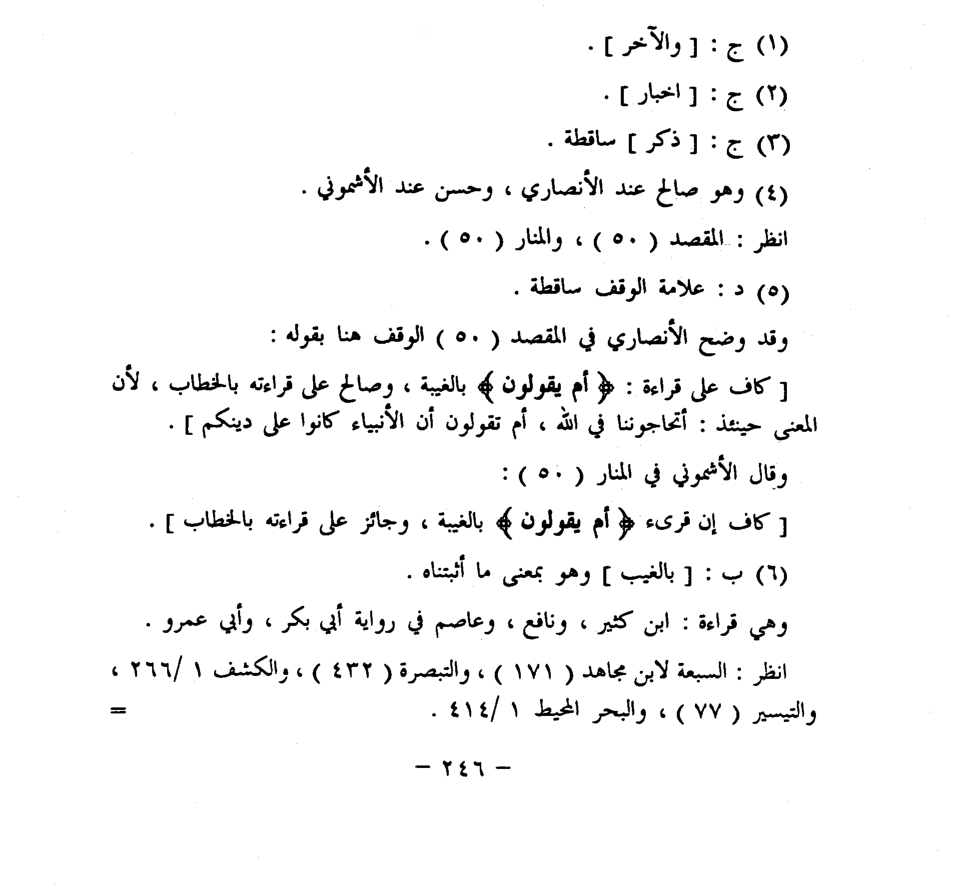 (١) ج : [ والآخر ] .
(٢) ج : [ اخبار ] .
(٣) ج : [ ذكر ] ساقطة .
(٤) وهو صالح عند الأنصاري ، وحسن عند الأشموني .
انظر : المقصد ( ٥٠ ) ، والمنار ( ٥٠ ) .
(٥) د : علامة الوقف ساقطة .
وقد وضح الأنصاري في المقصد ( ٥٠ ) الوقف هنا بقوله :
[ كاف على قراءة : ﴿ أم يقولون ﴾ بالغيبة ، وصالح على قراءته بالخطاب ، لأن
المعنى حينئذ : أتحاجوننا في الله ، أم تقولون أن الأنبياء كانوا على دينكم ] .
وقال الأشموني في المنار ( ٥٠ ) :
[ كاف إن قرىء ﴿ أم يقولون ﴾ بالغيبة ، وجائز على قراءته بالخطاب ] .
(٦) ب : [ بالغيب ] وهو بمعنى ما أثبتناه .
وهي قراءة : ابن كثير ، ونافع ، وعاصم في رواية أبي بكر ، وأبي عمرو .
انظر : السبعة لابن مجاهد ( ١٧١ ) ، والتبصرة ( ٤٣٢ ) ، والكشف ١ /٢٦٦ ،
والتيسير ( ٧٧ ) ، والبحر المحيط ١ /٤١٤ . =
– ٢٤٦ –